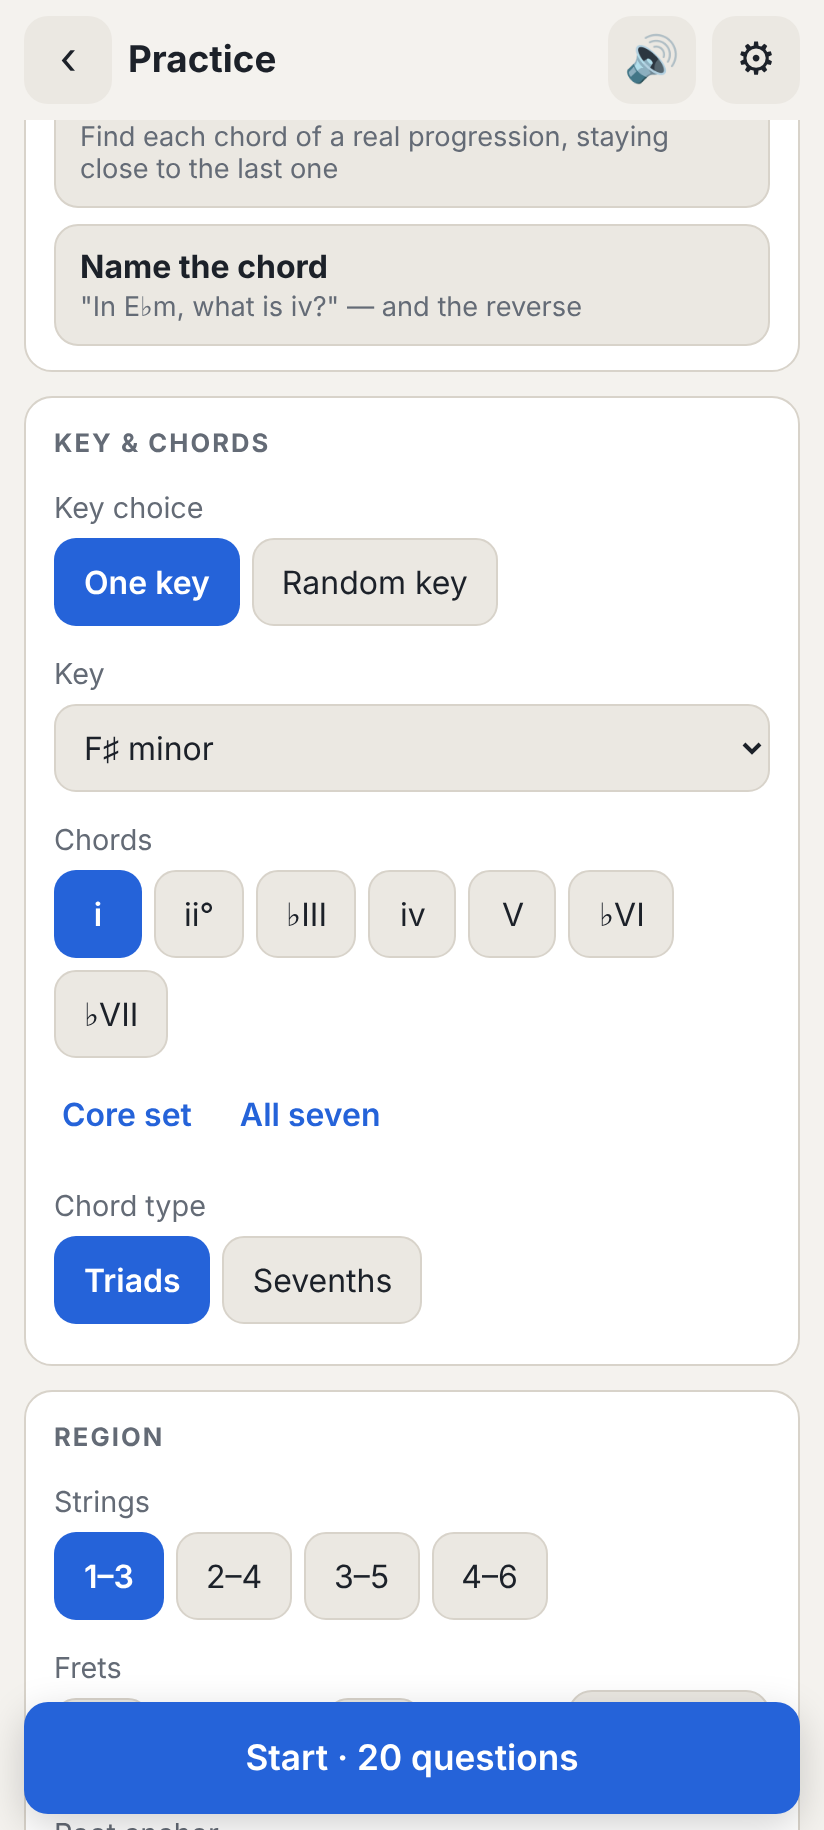 ‹ Practice 🔊 ⚙
Find each chord of a real progression, staying
close to the last one
Name the chord
"In E♭m, what is iv?" — and the reverse
KEY & CHORDS
Key choice
One key Random key
Key
F♯ minor
Chords
i ii° ♭III iv V ♭VI
♭VII
Core set All seven
Chord type
Triads Sevenths
REGION
Strings
1–3 2–4 3–5 4–6
Frets
Start · 20 questions